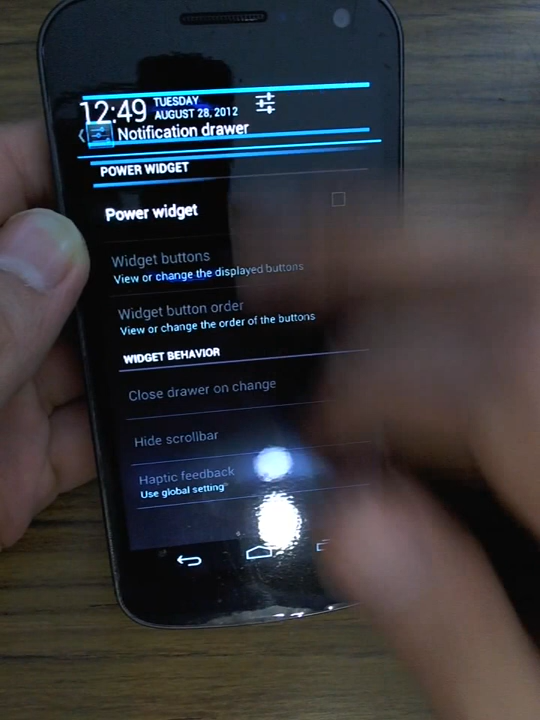 12:49 TUESDAY
AUGUST 28, 2012
Notification drawer
POWER WIDGET
Power widget
Widget buttons
View or change the displayed buttons
Widget button order
View or change the order of the buttons
WIDGET BEHAVIOR
Close drawer on change
Hide scrollbar
Haptic feedback
Use global setting